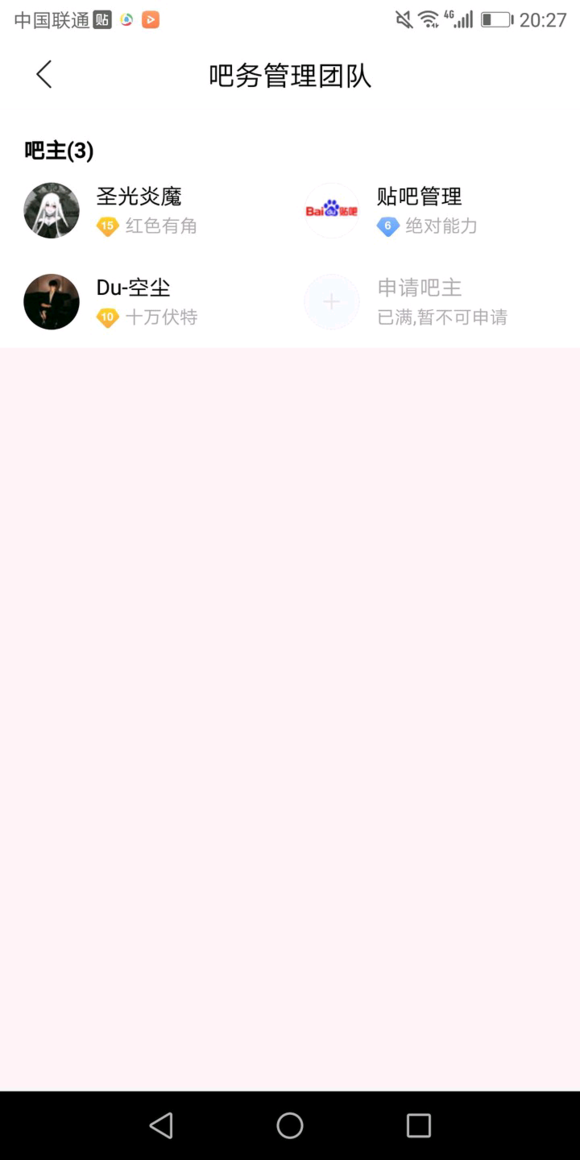 中国联通 贴 4G 20:27
吧务管理团队
吧主(3)
圣光炎魔
15 红色有角
贴吧管理
Bai du 贴吧
6 绝对能力
Du-空尘
10 十万伏特
申请吧主
已满,暂不可申请